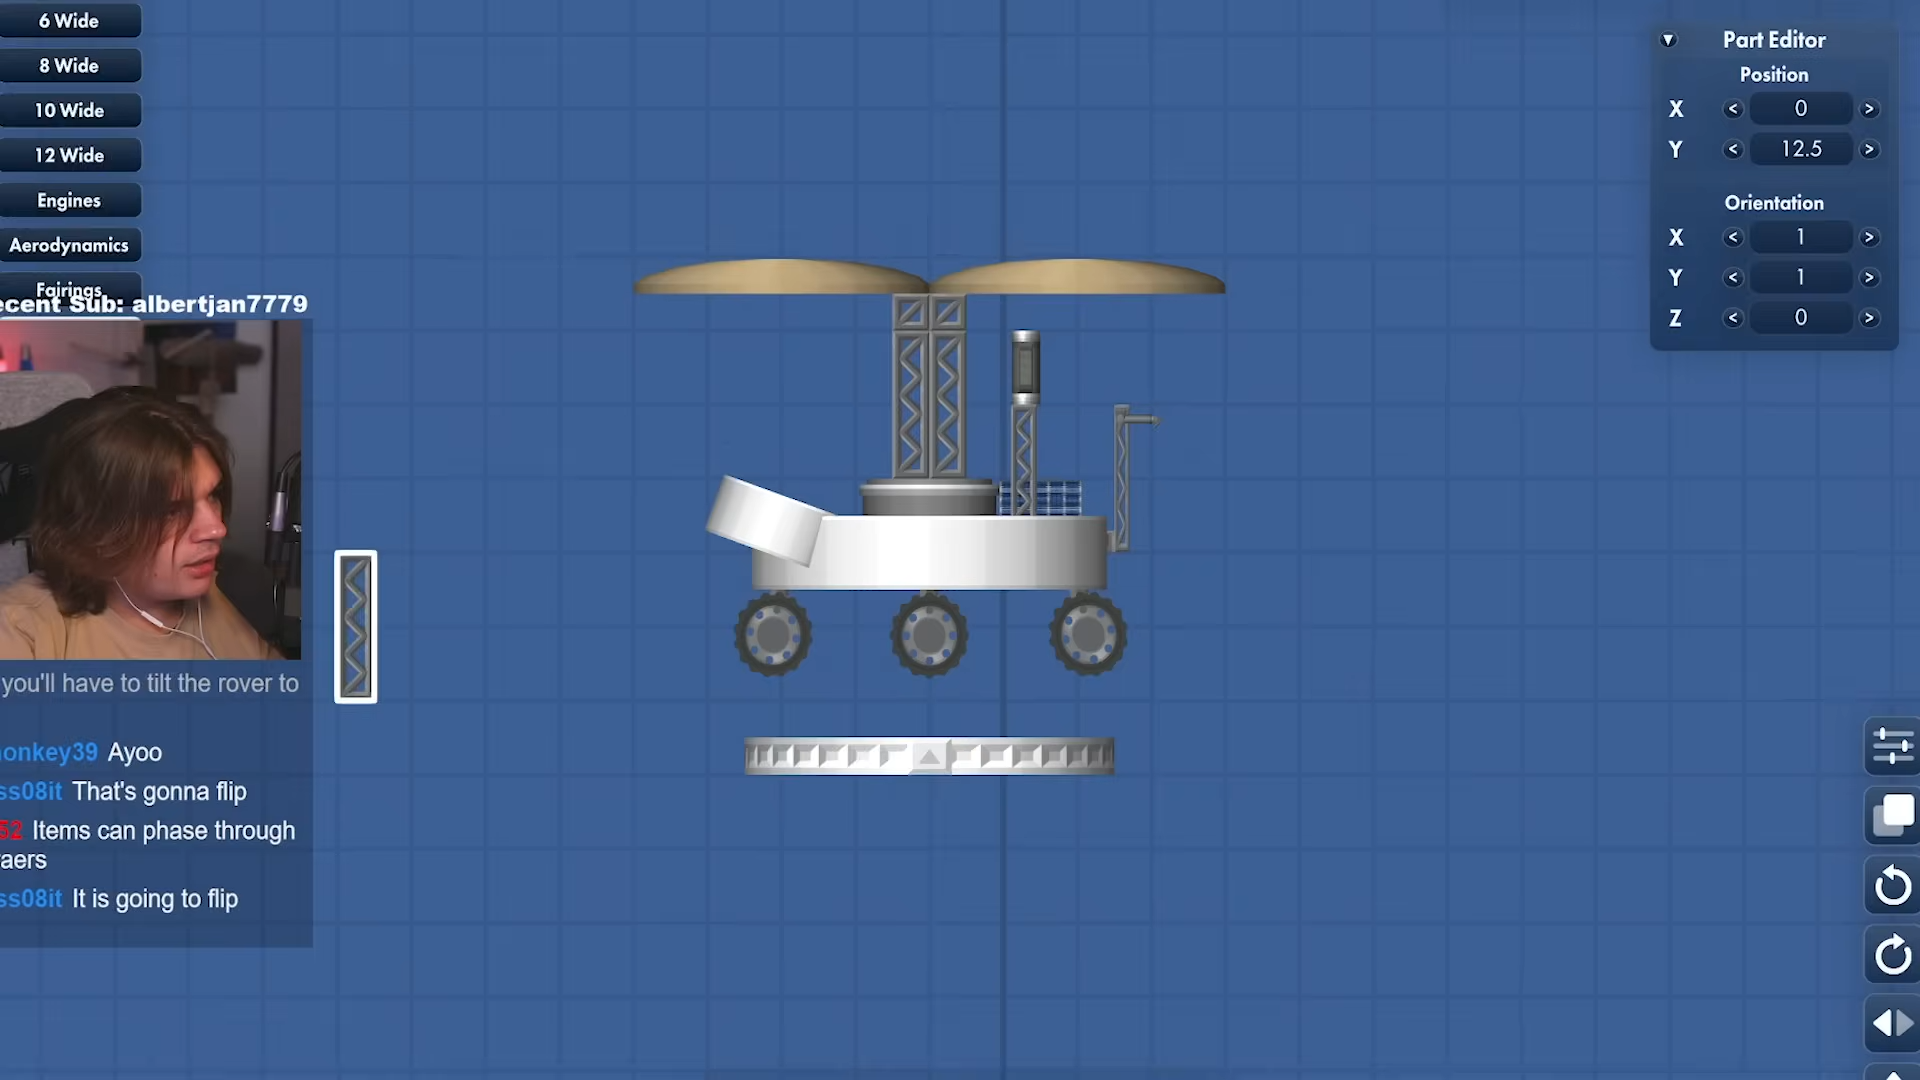 6 Wide
8 Wide
10 Wide
12 Wide
Engines
Aerodynamics
Fairings
ecent Sub: albertjan7779
you'll have to tilt the rover to
onkey39 Ayoo
ss08it That's gonna flip
52 Items can phase through
aers
ss08it It is going to flip
Part Editor
Position
X < 0 >
Y < 12.5 >
Orientation
X < 1 >
Y < 1 >
Z < 0 >